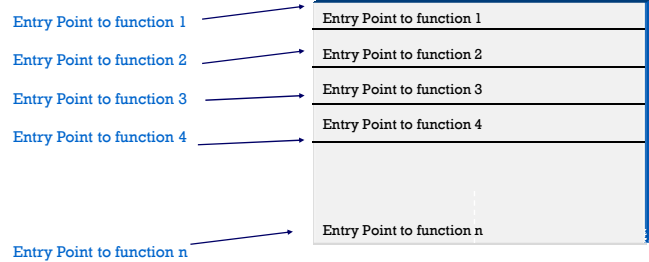 Entry Point to function 1
Entry Point to function 1
Entry Point to function 2
Entry Point to function 2
Entry Point to function 3
Entry Point to function 3
Entry Point to function 4
Entry Point to function 4
Entry Point to function n
Entry Point to function n